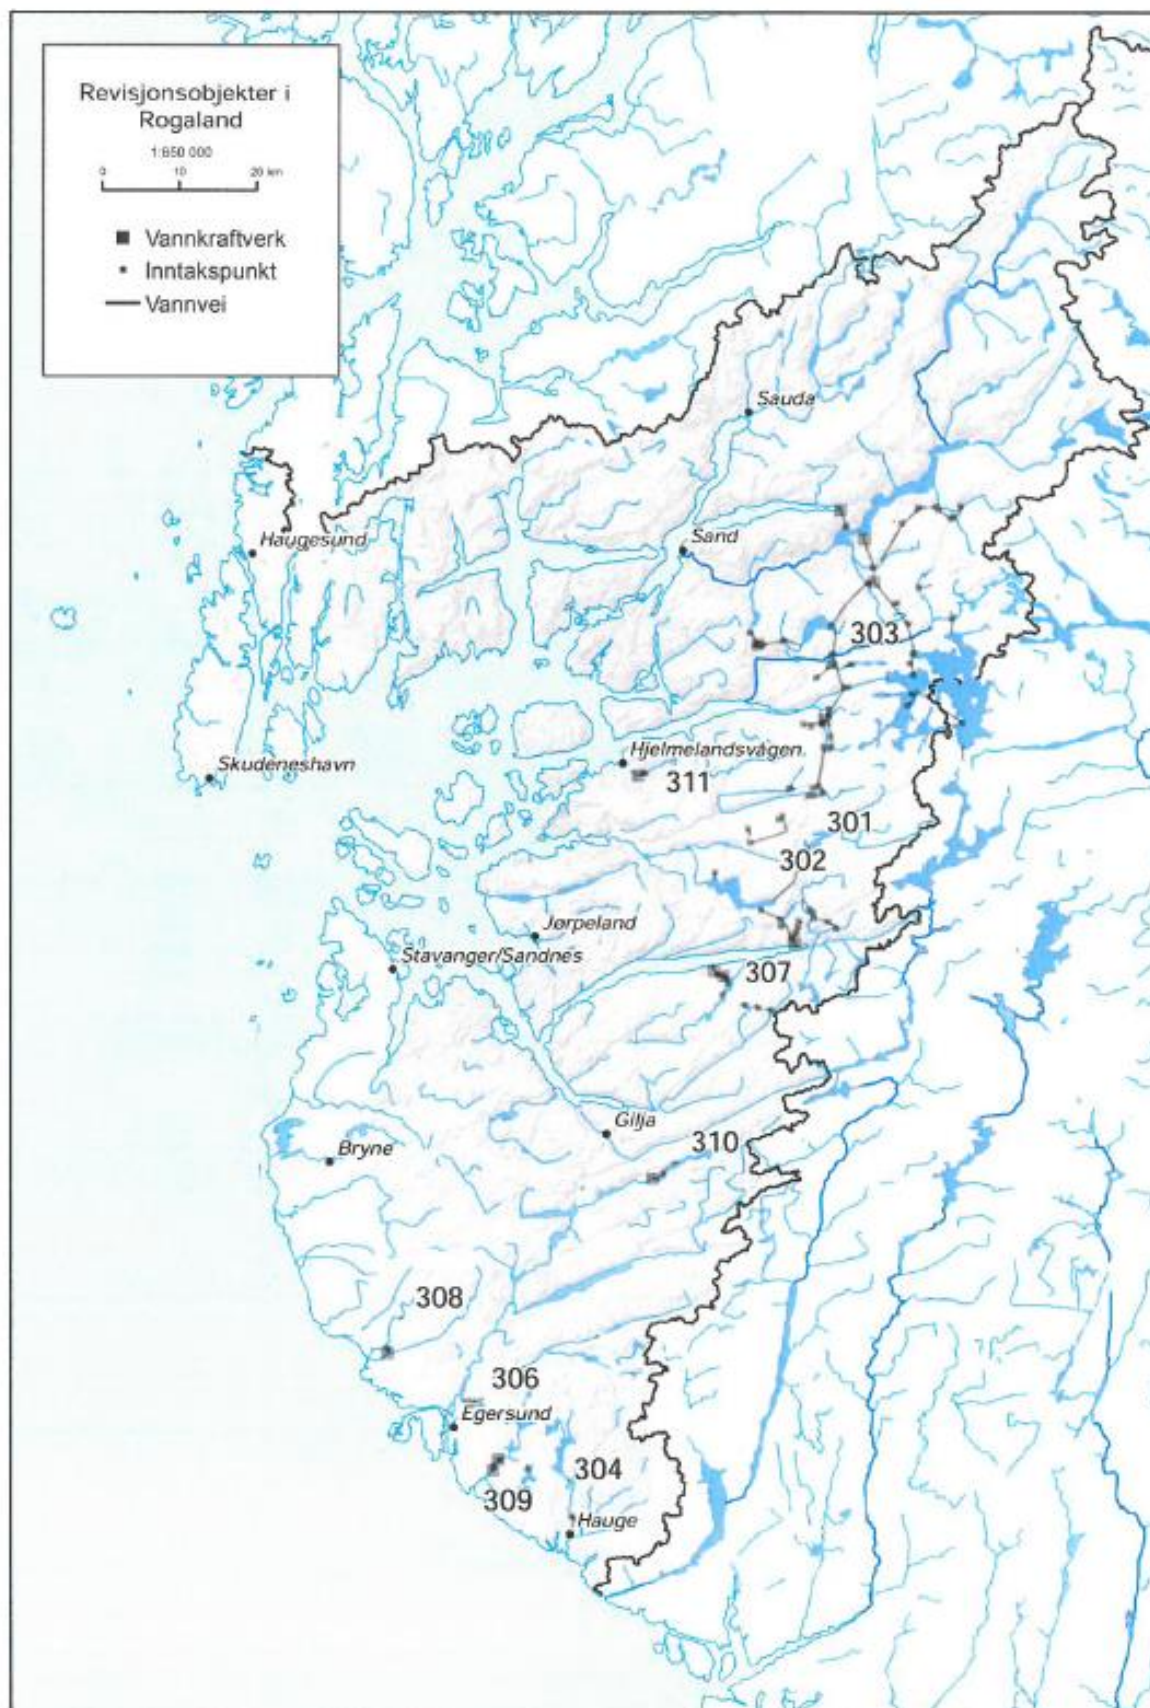 Revisjonsobjekter i
Rogaland
1:650 000
0 10 20 km
Vannkraftverk
Inntakspunkt
Vannvei
Sauda
Haugesund
Sand
303
Hjelmelandsvågen
Skudeneshavn
311
301
302
Jørpeland
Stavanger/Sandnes
307
Gilja
310
Bryne
308
306
Egersund
304
309
Hauge